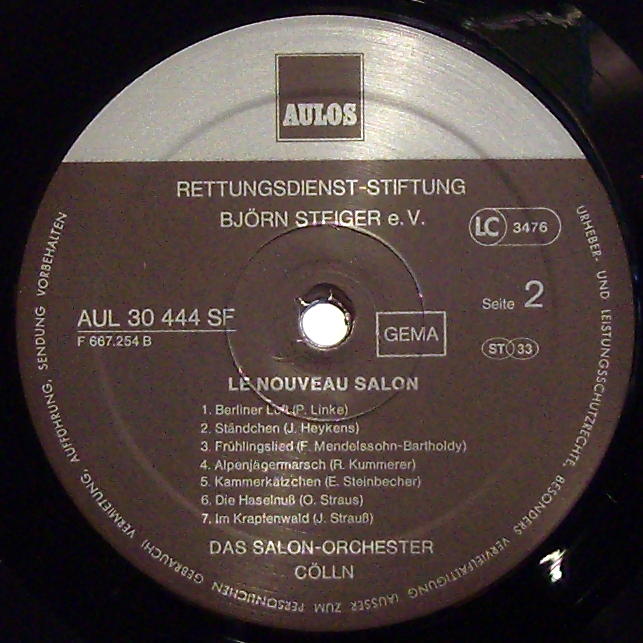 AULOS
RETTUNGSDIENST-STIFTUNG
BJÖRN STEIGER e.V.
LC 3476
AUL 30 444 SF
F 667.254 B
GEMA
Seite 2
ST 33
LE NOUVEAU SALON
1. Berliner Luft (P. Linke)
2. Ständchen (J. Heykens)
3. Frühlingslied (F. Mendelssohn-Bartholdy)
4. Alpenjägermarsch (R. Kummerer)
5. Kammerkätzchen (E. Steinbecher)
6. Die Haselnuß (O. Straus)
7. Im Krapfenwald (J. Strauß)
DAS SALON-ORCHESTER
CÖLLN
URHEBER- UND LEISTUNGSSCHUTZRECHTE, BESONDERS VERVIELFÄLTIGUNG (AUSSER ZUM PERSÖNLICHEN GEBRAUCH) VERMIETUNG, AUFFÜHRUNG, SENDUNG VORBEHALTEN